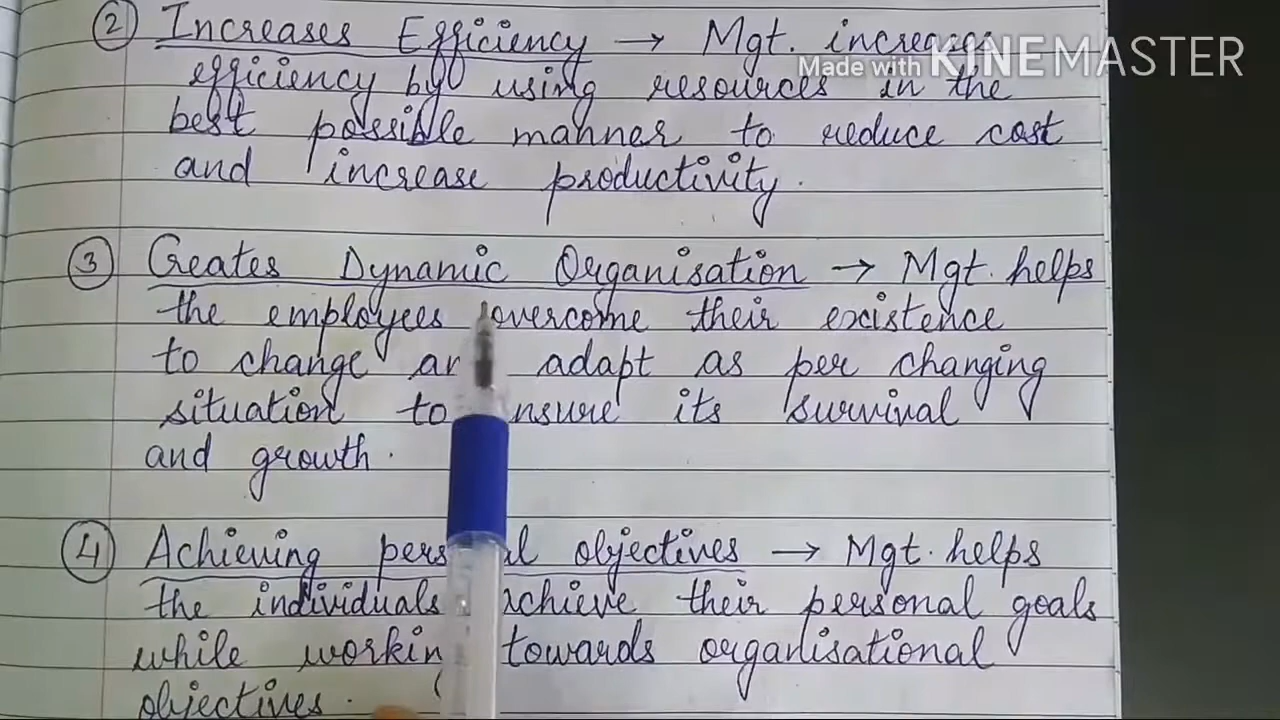 ② Increases Efficiency → Mgt. increases
Made with KINEMASTER
efficiency by using resources in the
best possible manner to reduce cost
and increase productivity.
③ Creates Dynamic Organisation → Mgt. helps
the employees overcome their existence
to change adapt as per changing
situation to its survival
and growth.
④ Achieving objectives → Mgt. helps
the individuals their personal goals
while towards organisational
objectives.